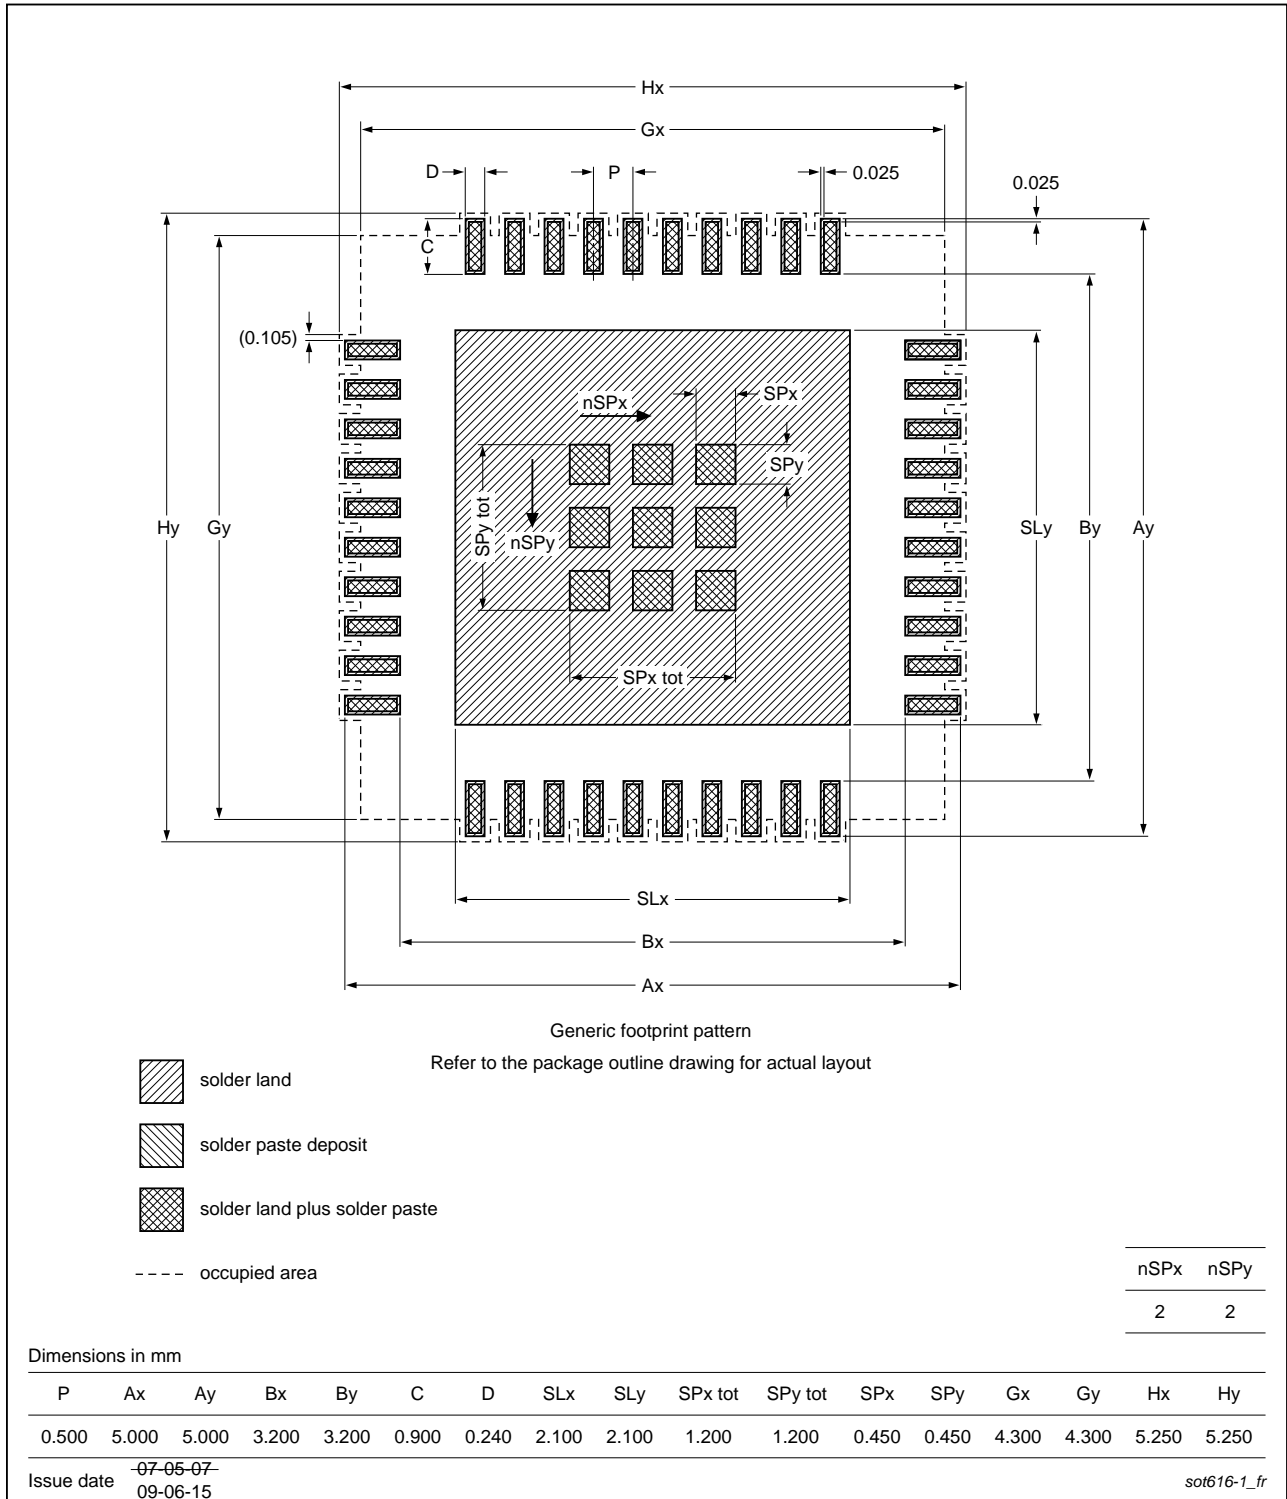 Hx
Gx
D
P
0.025
0.025
C
(0.105)
nSPx
SPx
SPy
SPy tot
nSPy
Hy
Gy
SLy
By
Ay
SPx tot
SLx
Bx
Ax
Generic footprint pattern
Refer to the package outline drawing for actual layout
solder land
solder paste deposit
solder land plus solder paste
occupied area
nSPx nSPy
2 2
Dimensions in mm
P Ax Ay Bx By C D SLx SLy SPx tot SPy tot SPx SPy Gx Gy Hx Hy
0.500 5.000 5.000 3.200 3.200 0.900 0.240 2.100 2.100 1.200 1.200 0.450 0.450 4.300 4.300 5.250 5.250
Issue date 07-05-07
09-06-15
sot616-1_fr